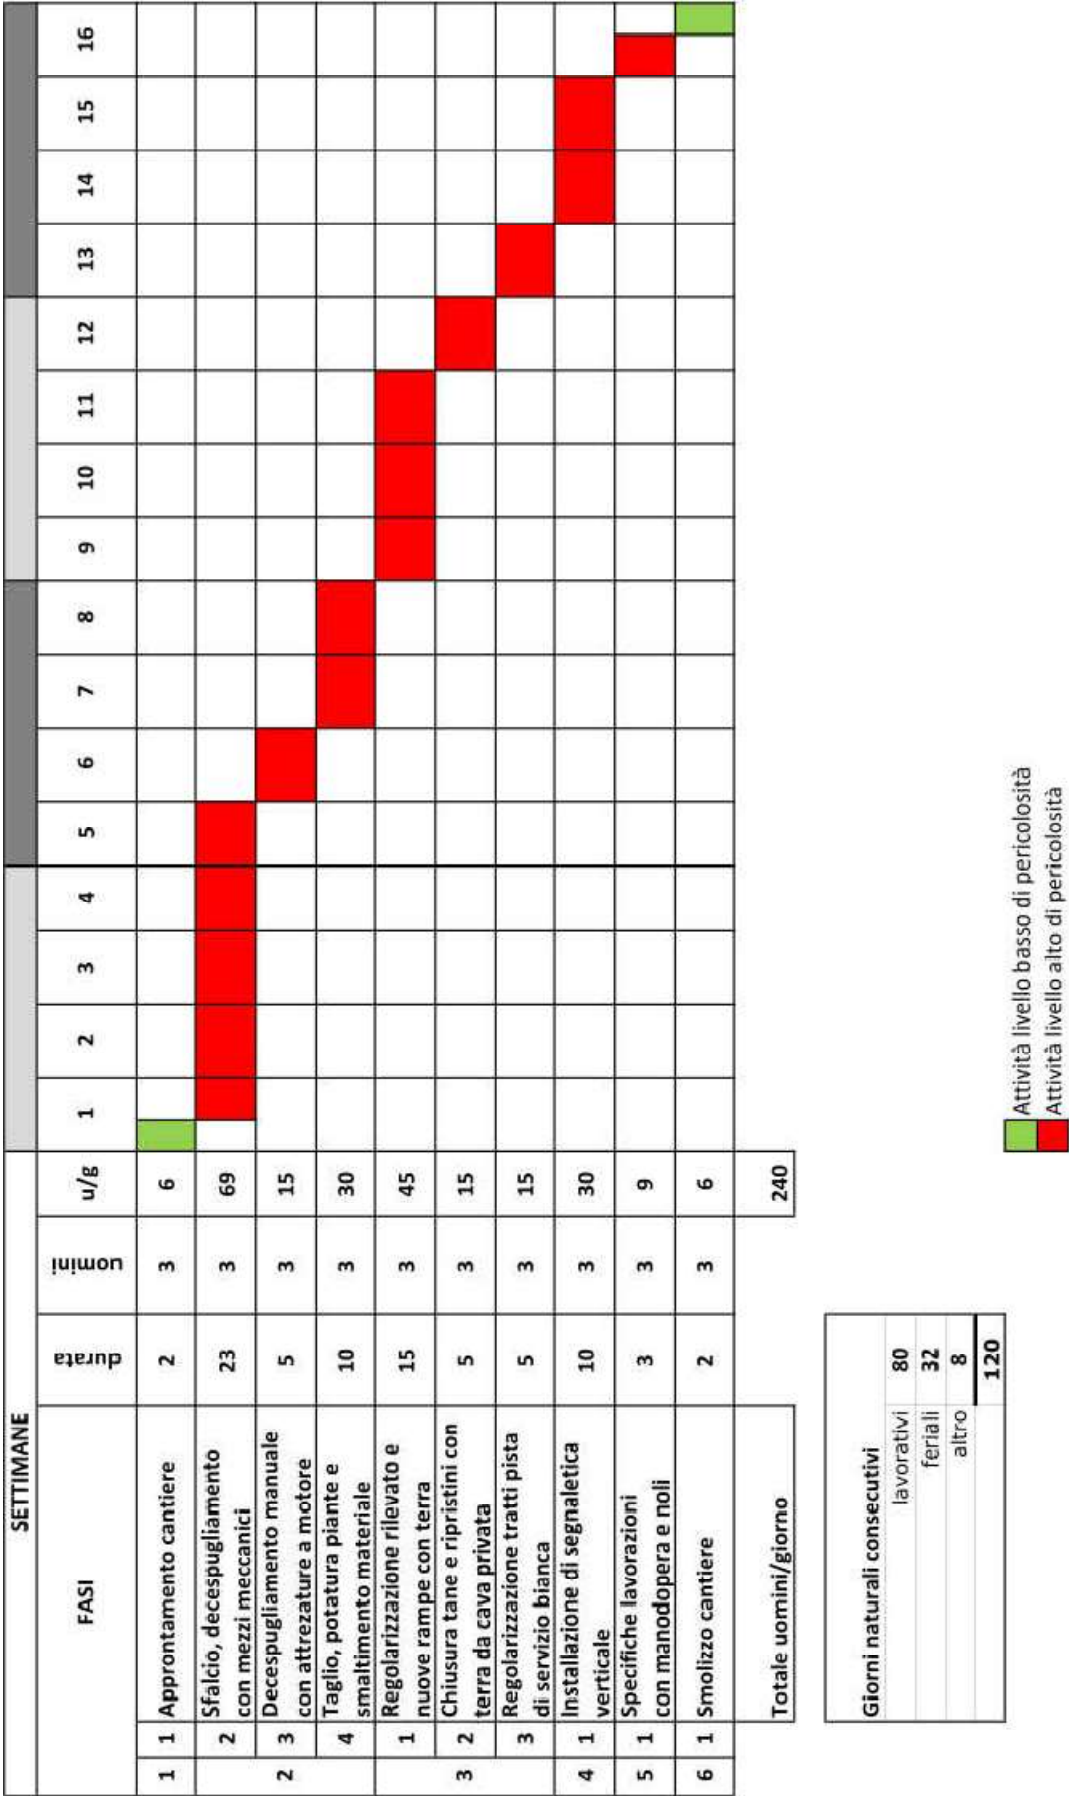 SETTIMANE
FASI durata uomini u/g 1 2 3 4 5 6 7 8 9 10 11 12 13 14 15 16
1 1 Approntamento cantiere 2 3 6
2 2 Sfalcio, decespugliamento
con mezzi meccanici 23 3 69
3 Decespugliamento manuale
con attrezature a motore 5 3 15
4 Taglio, potatura piante e
smaltimento materiale 10 3 30
3 1 Regolarizzazione rilevato e
nuove rampe con terra 15 3 45
2 Chiusura tane e ripristini con
terra da cava privata 5 3 15
3 Regolarizzazione tratti pista
di servizio bianca 5 3 15
4 1 Installazione di segnaletica
verticale 10 3 30
5 1 Specifiche lavorazioni
con manodopera e noli 3 3 9
6 1 Smolizzo cantiere 2 3 6
Totale uomini/giorno 240
Giorni naturali consecutivi
lavorativi 80
feriali 32
altro 8
120
Attività livello basso di pericolosità
Attività livello alto di pericolosità